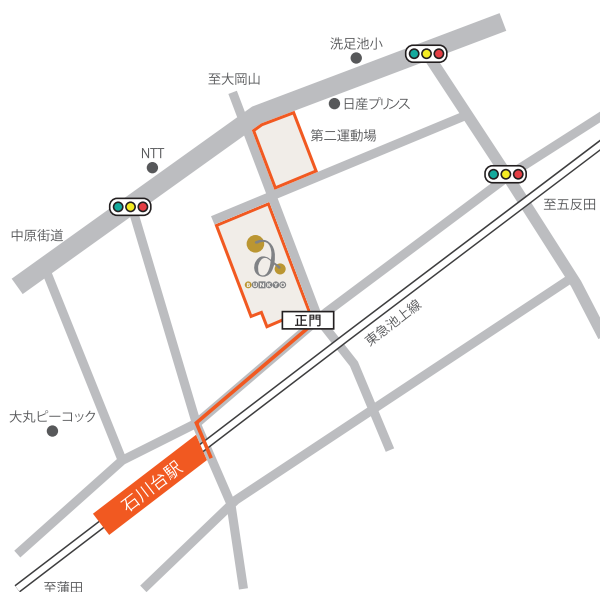 洗足池小
至大岡山
日産プリンス
第二運動場
NTT
至五反田
中原街道
BUNKYO
正門
東急池上線
大丸ピーコック
石川台駅
至蒲田